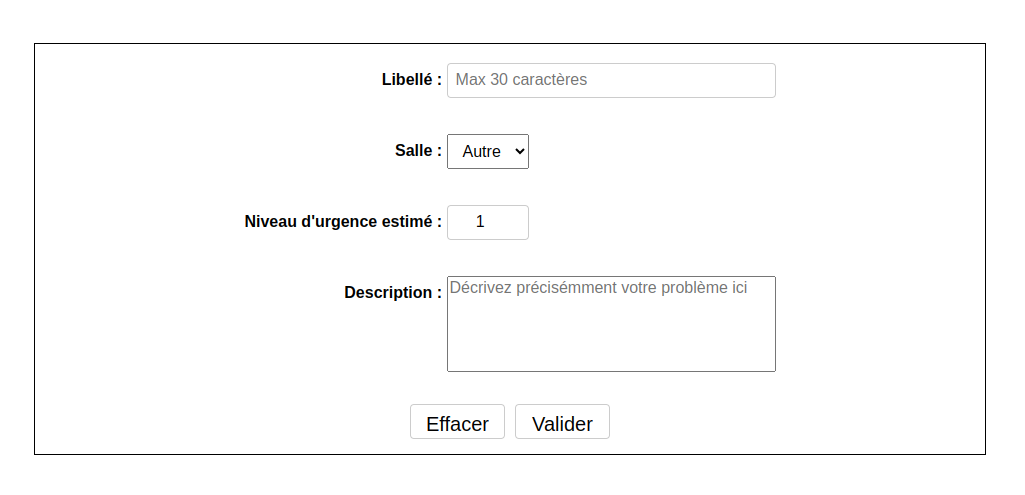 Libellé : Max 30 caractères
Salle : Autre
Niveau d'urgence estimé : 1
Description : Décrivez précisémment votre problème ici
Effacer Valider